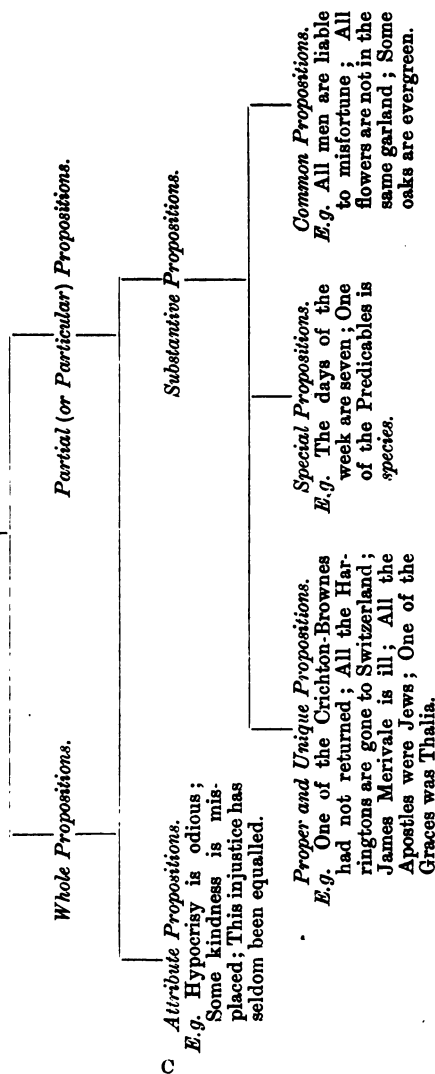 Whole Propositions.
Partial (or Particular) Propositions.
Attribute Propositions.
E.g. Hypocrisy is odious;
Some kindness is mis-
placed; This injustice has
seldom been equalled.
Substantive Propositions.
Proper and Unique Propositions.
E.g. One of the Crichton-Brownes
had not returned; All the Har-
ringtons are gone to Switzerland;
James Merivale is ill; All the
Apostles were Jews; One of the
Graces was Thalia.
Special Propositions.
E.g. The days of the
week are seven; One
of the Predicables is
species.
Common Propositions.
E.g. All men are liable
to misfortune; All
flowers are not in the
same garland; Some
oaks are evergreen.
C